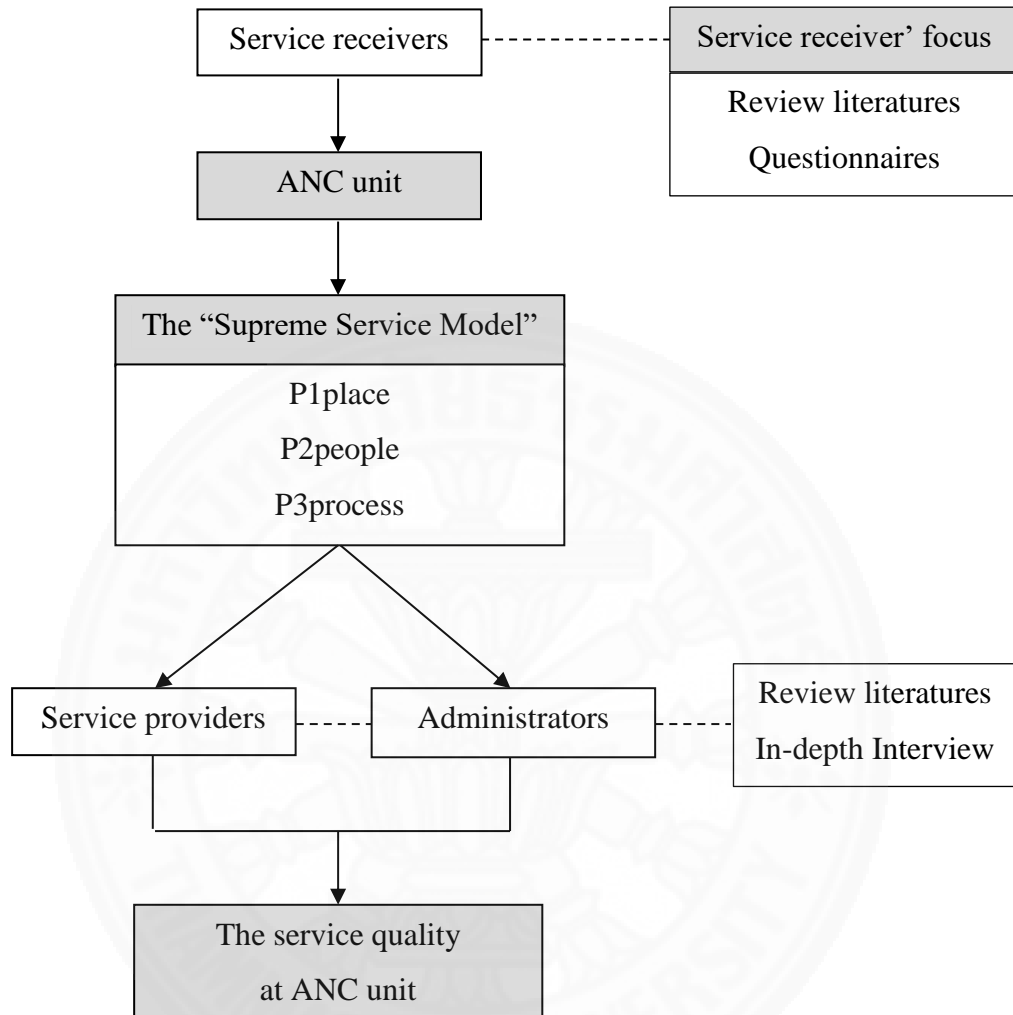 Service receivers
Service receiver’ focus
Review literatures
Questionnaires
ANC unit
The “Supreme Service Model”
P1place
P2people
P3process
Service providers
Administrators
Review literatures
In-depth Interview
The service quality
at ANC unit